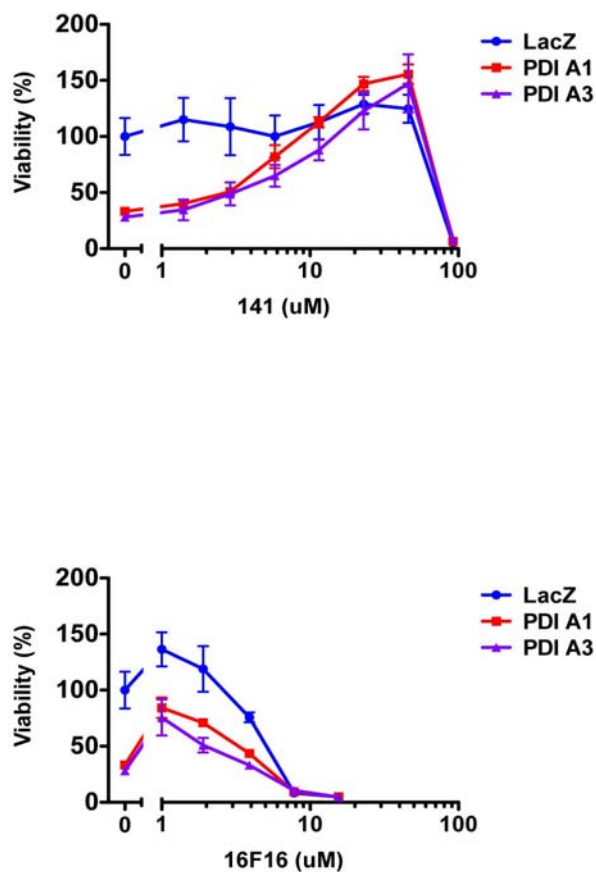 200
150
100
50
0
Viability (%)
0 1 10 100
141 (uM)
LacZ
PDI A1
PDI A3
200
150
100
50
0
Viability (%)
0 1 10 100
16F16 (uM)
LacZ
PDI A1
PDI A3